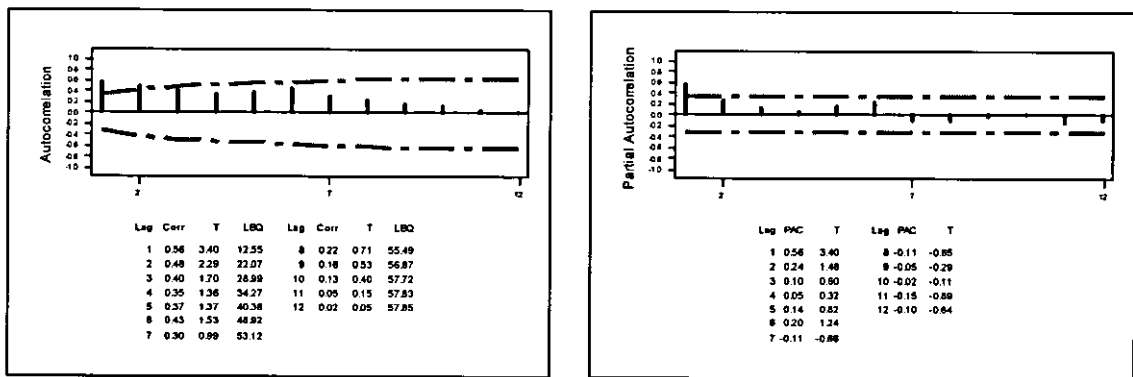 Autocorrelation
1.0
0.8
0.6
0.4
0.2
0.0
-0.2
-0.4
-0.6
-0.8
-1.0
2 7 12
Lag Corr T LBQ Lag Corr T LBQ
1 0.56 3.40 12.55 8 0.22 0.71 55.49
2 0.48 2.29 22.07 9 0.18 0.53 56.87
3 0.40 1.70 28.99 10 0.13 0.40 57.72
4 0.35 1.36 34.27 11 0.05 0.15 57.83
5 0.37 1.37 40.38 12 0.02 0.05 57.85
6 0.43 1.53 48.92
7 0.30 0.99 53.12
Partial Autocorrelation
1.0
0.8
0.6
0.4
0.2
0.0
-0.2
-0.4
-0.6
-0.8
-1.0
2 7 12
Lag PAC T Lag PAC T
1 0.56 3.40 8 -0.11 -0.65
2 0.24 1.48 9 -0.05 -0.29
3 0.10 0.60 10 -0.02 -0.11
4 0.05 0.32 11 -0.15 -0.89
5 0.14 0.82 12 -0.10 -0.64
6 0.20 1.24
7 -0.11 -0.66